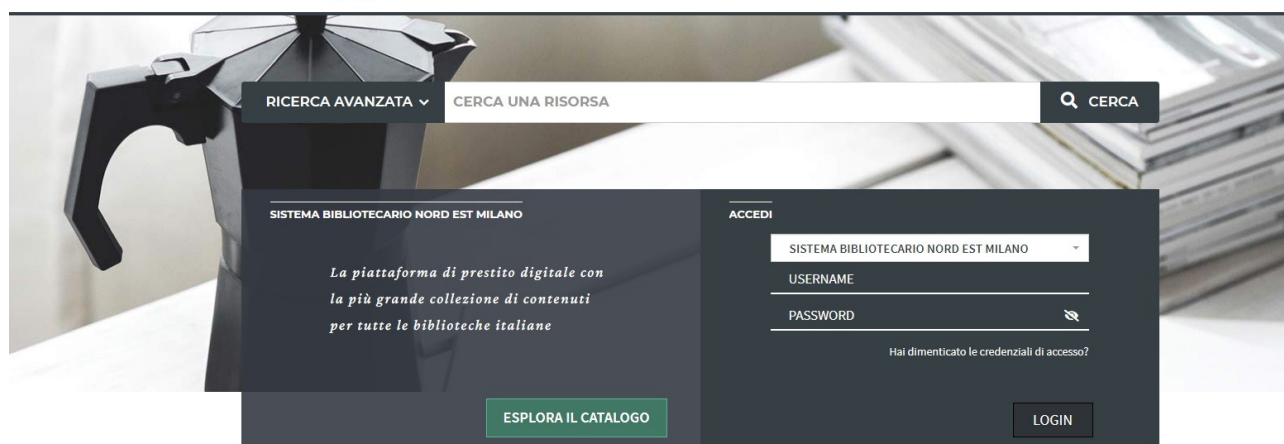 RICERCA AVANZATA
CERCA UNA RISORSA
CERCA
SISTEMA BIBLIOTECARIO NORD EST MILANO
La piattaforma di prestito digitale con
la più grande collezione di contenuti
per tutte le biblioteche italiane
ESPLORA IL CATALOGO
ACCEDI
SISTEMA BIBLIOTECARIO NORD EST MILANO
USERNAME
PASSWORD
Hai dimenticato le credenziali di accesso?
LOGIN